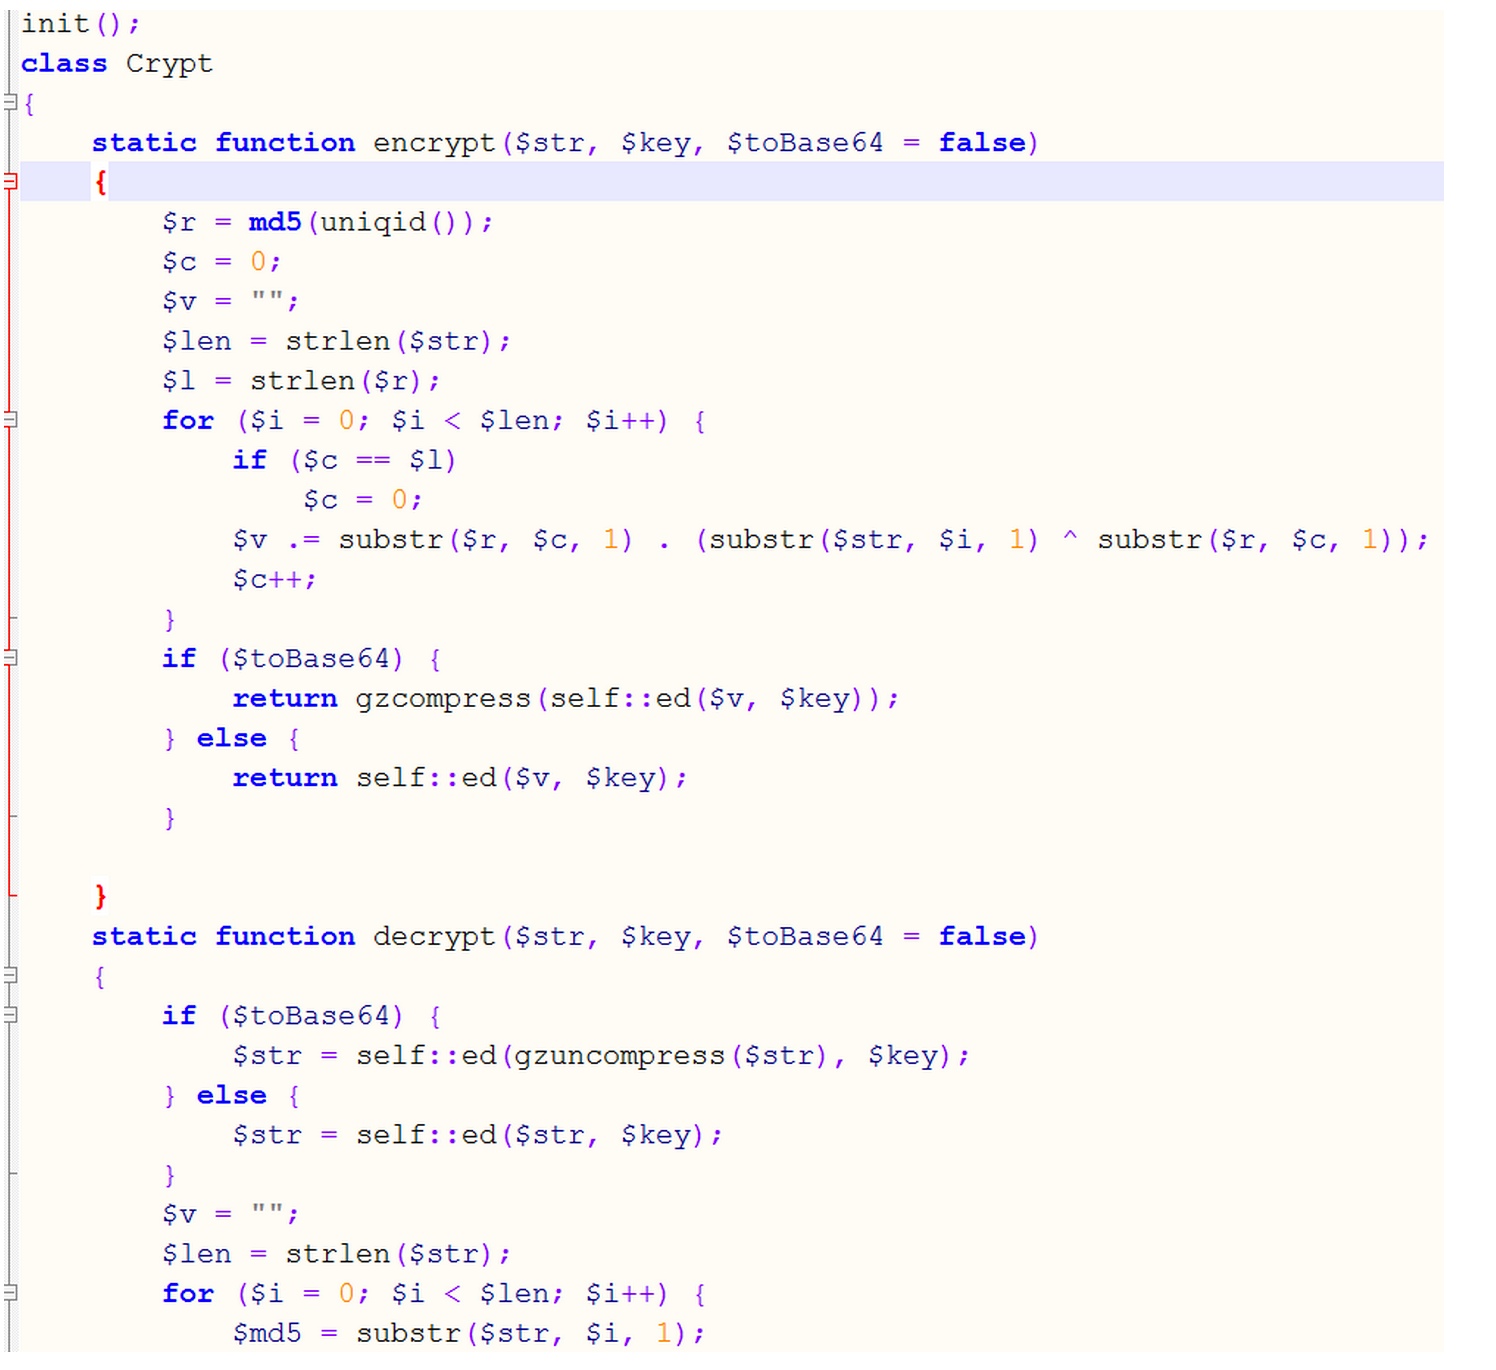 init();
class Crypt
{
    static function encrypt($str, $key, $toBase64 = false)
    {
        $r = md5(uniqid());
        $c = 0;
        $v = "";
        $len = strlen($str);
        $l = strlen($r);
        for ($i = 0; $i < $len; $i++) {
            if ($c == $l)
                $c = 0;
            $v .= substr($r, $c, 1) . (substr($str, $i, 1) ^ substr($r, $c, 1));
            $c++;
        }
        if ($toBase64) {
            return gzcompress(self::ed($v, $key));
        } else {
            return self::ed($v, $key);
        }

    }
    static function decrypt($str, $key, $toBase64 = false)
    {
        if ($toBase64) {
            $str = self::ed(gzuncompress($str), $key);
        } else {
            $str = self::ed($str, $key);
        }
        $v = "";
        $len = strlen($str);
        for ($i = 0; $i < $len; $i++) {
            $md5 = substr($str, $i, 1);